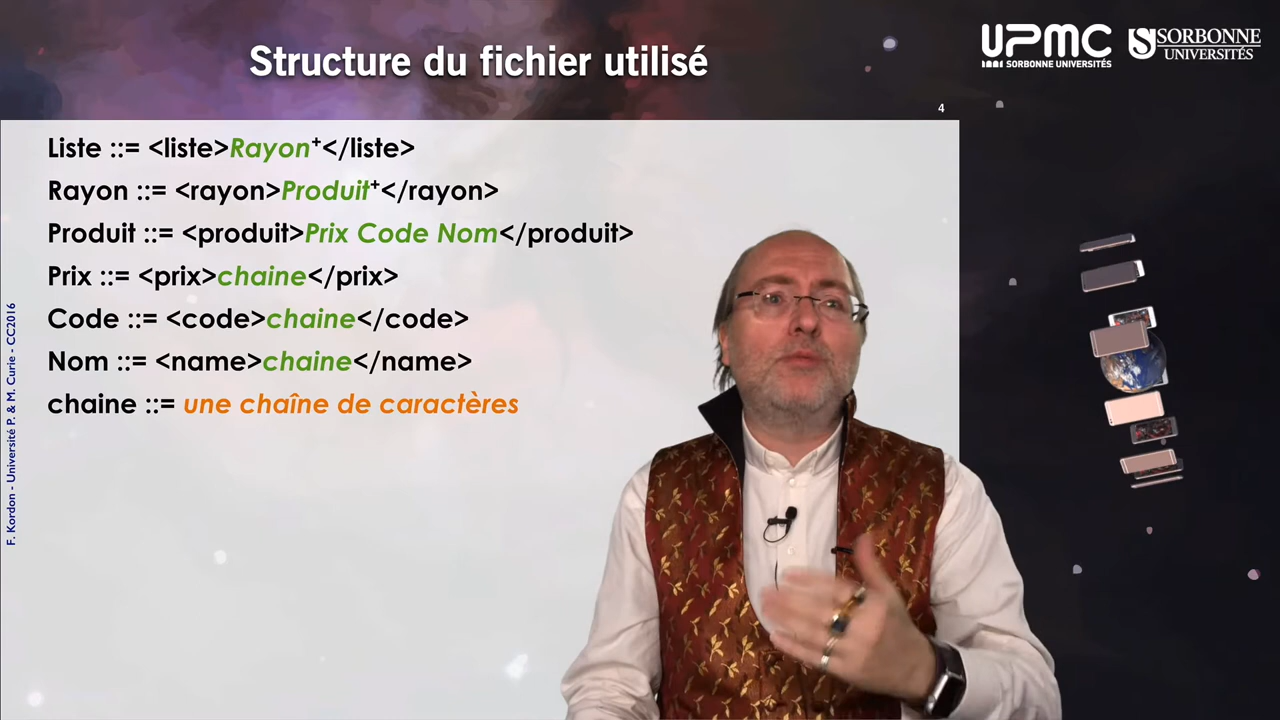 Structure du fichier utilisé
UPMC
SORBONNE UNIVERSITÉS
SORBONNE
UNIVERSITÉS
4
Liste ::= <liste>Rayon⁺</liste>
Rayon ::= <rayon>Produit⁺</rayon>
Produit ::= <produit>Prix Code Nom</produit>
Prix ::= <prix>chaine</prix>
Code ::= <code>chaine</code>
Nom ::= <name>chaine</name>
chaine ::= une chaîne de caractères
F. Kordon - Université P. & M. Curie - CC2016